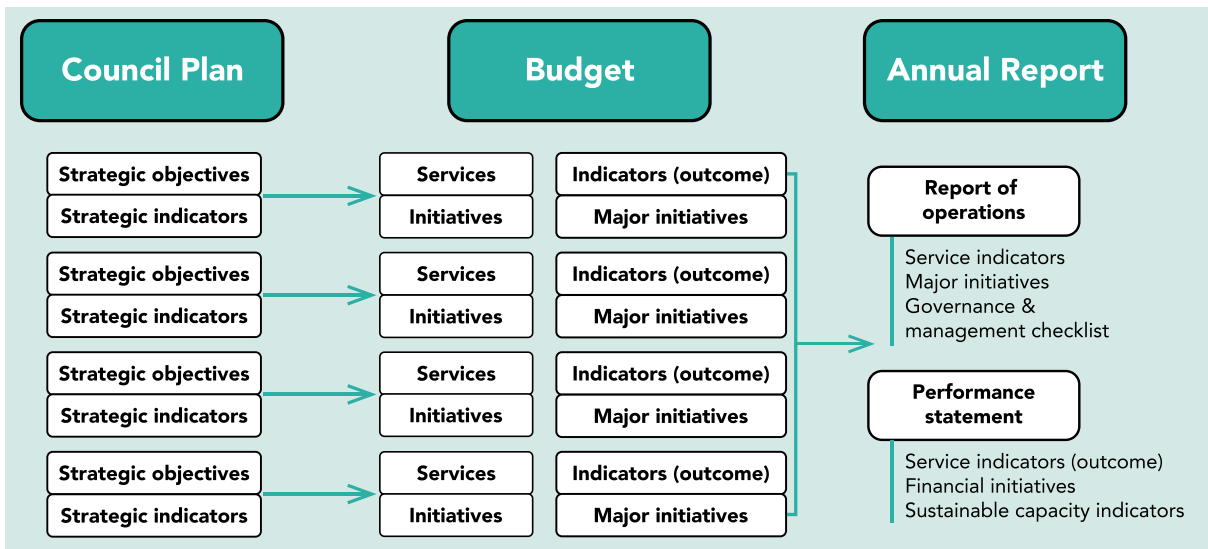 Council Plan
Budget
Annual Report
Strategic objectives
Strategic indicators
Strategic objectives
Strategic indicators
Strategic objectives
Strategic indicators
Strategic objectives
Strategic indicators
Services
Initiatives
Services
Initiatives
Services
Initiatives
Services
Initiatives
Indicators (outcome)
Major initiatives
Indicators (outcome)
Major initiatives
Indicators (outcome)
Major initiatives
Indicators (outcome)
Major initiatives
Report of
operations
Service indicators
Major initiatives
Governance &
management checklist
Performance
statement
Service indicators (outcome)
Financial initiatives
Sustainable capacity indicators